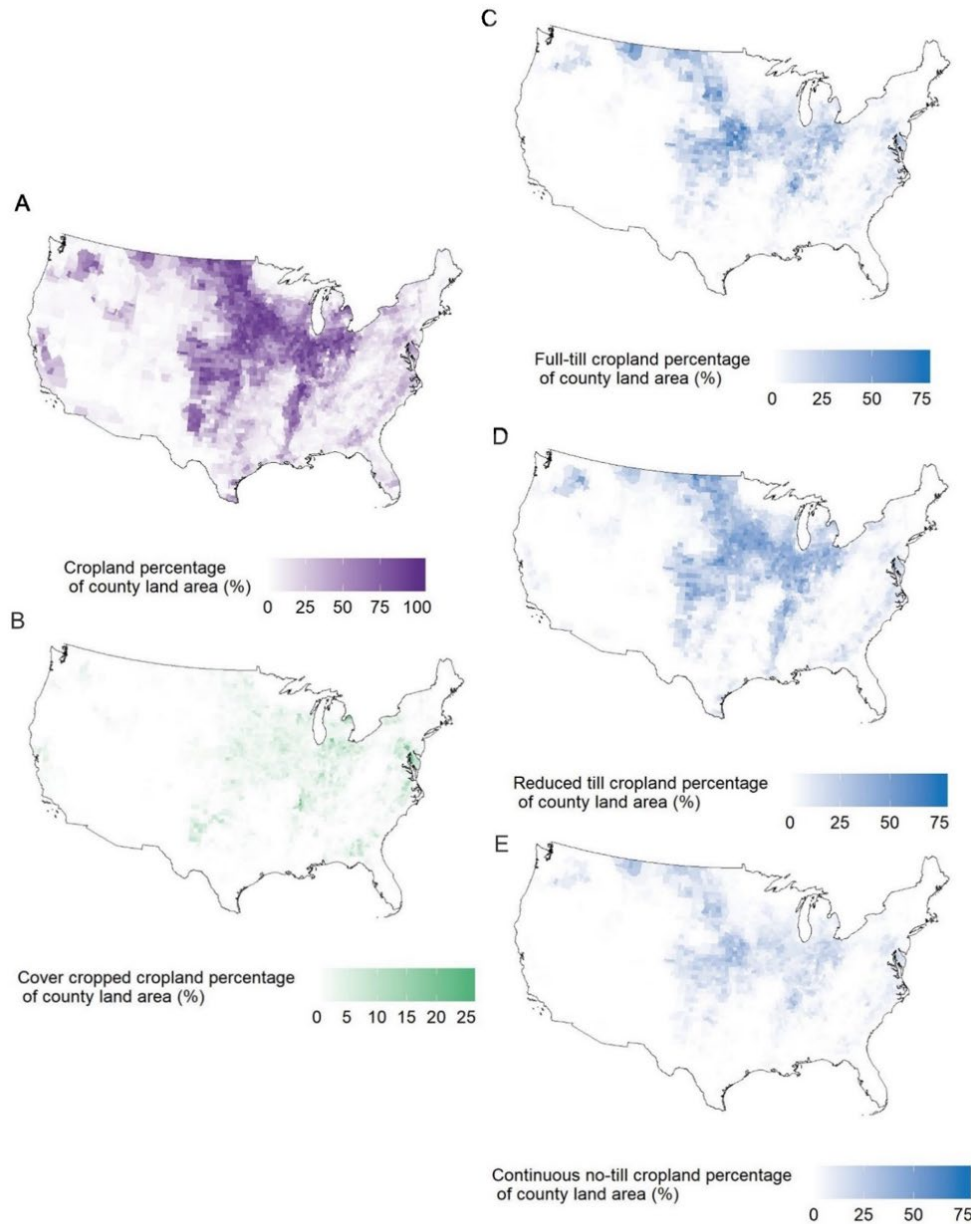 A
Cropland percentage
of county land area (%)
0 25 50 75 100
B
Cover cropped cropland percentage
of county land area (%)
0 5 10 15 20 25
C
Full-till cropland percentage
of county land area (%)
0 25 50 75
D
Reduced till cropland percentage
of county land area (%)
0 25 50 75
E
Continuous no-till cropland percentage
of county land area (%)
0 25 50 75